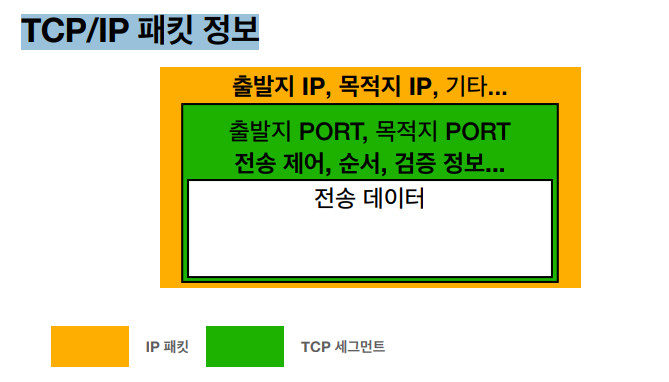 TCP/IP 패킷 정보
출발지 IP, 목적지 IP, 기타...
출발지 PORT, 목적지 PORT
전송 제어, 순서, 검증 정보...
전송 데이터
IP 패킷
TCP 세그먼트